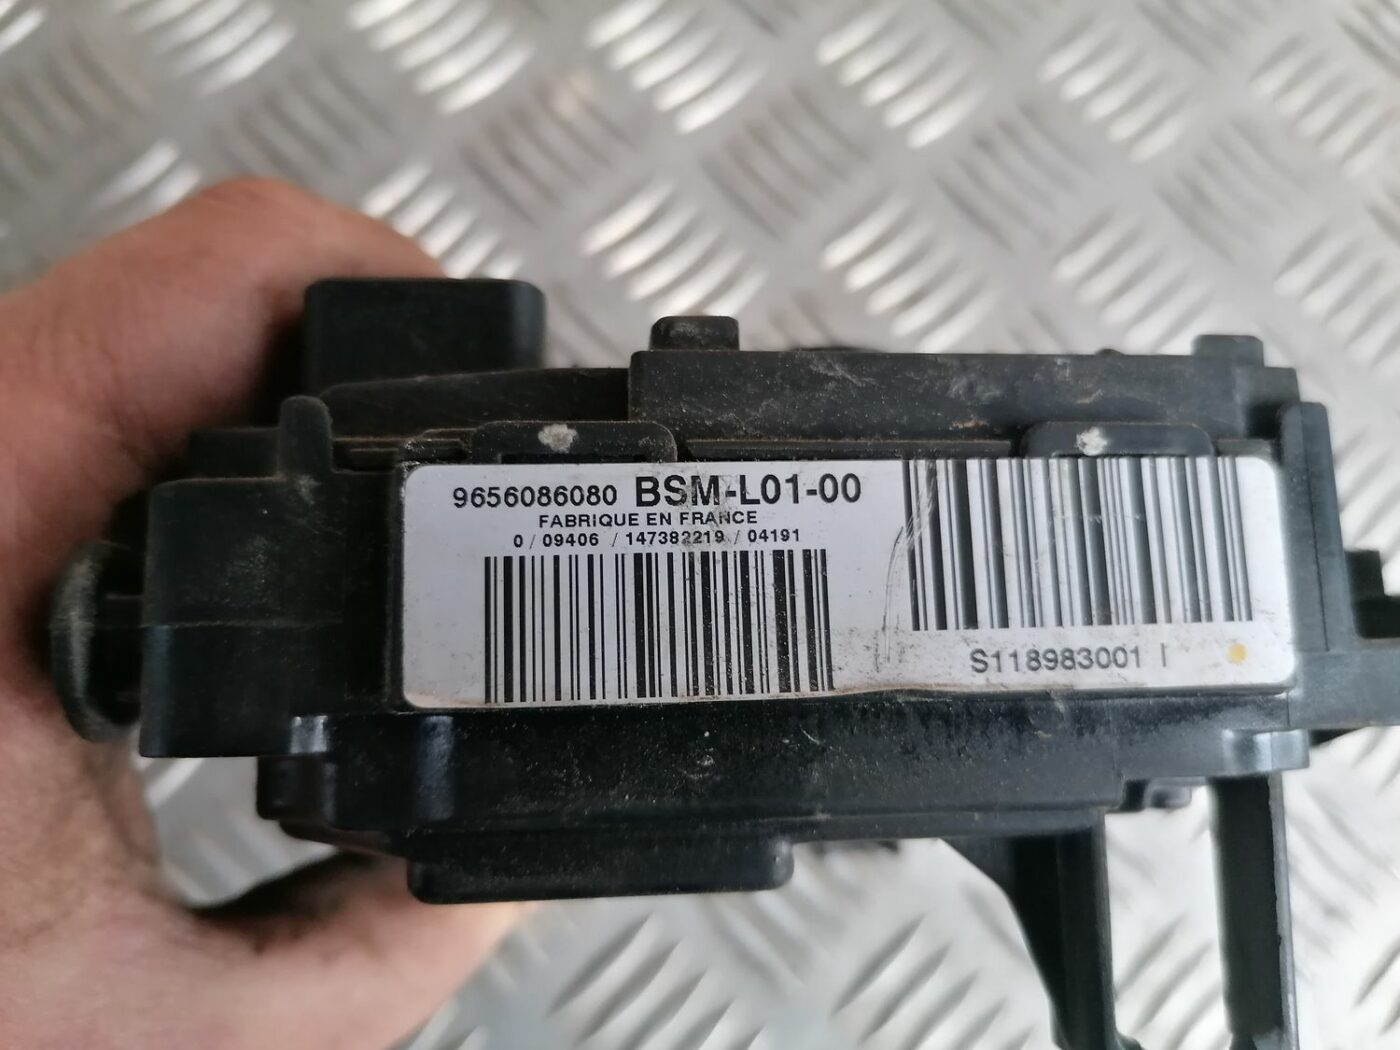 9656086080 BSM-L01-00
FABRIQUE EN FRANCE
0 / 09406 / 147382219 / 04191
S118983001 I